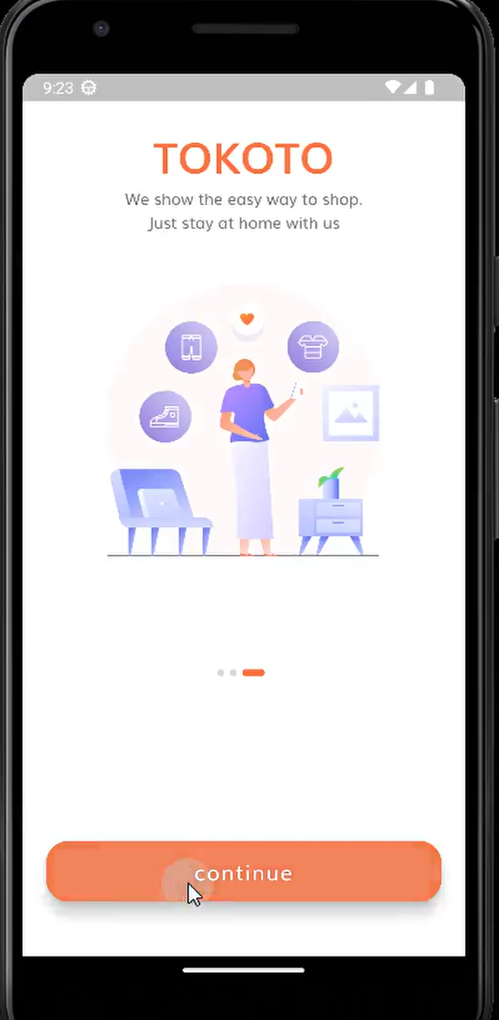 9:23
TOKOTO
We show the easy way to shop.
Just stay at home with us
continue